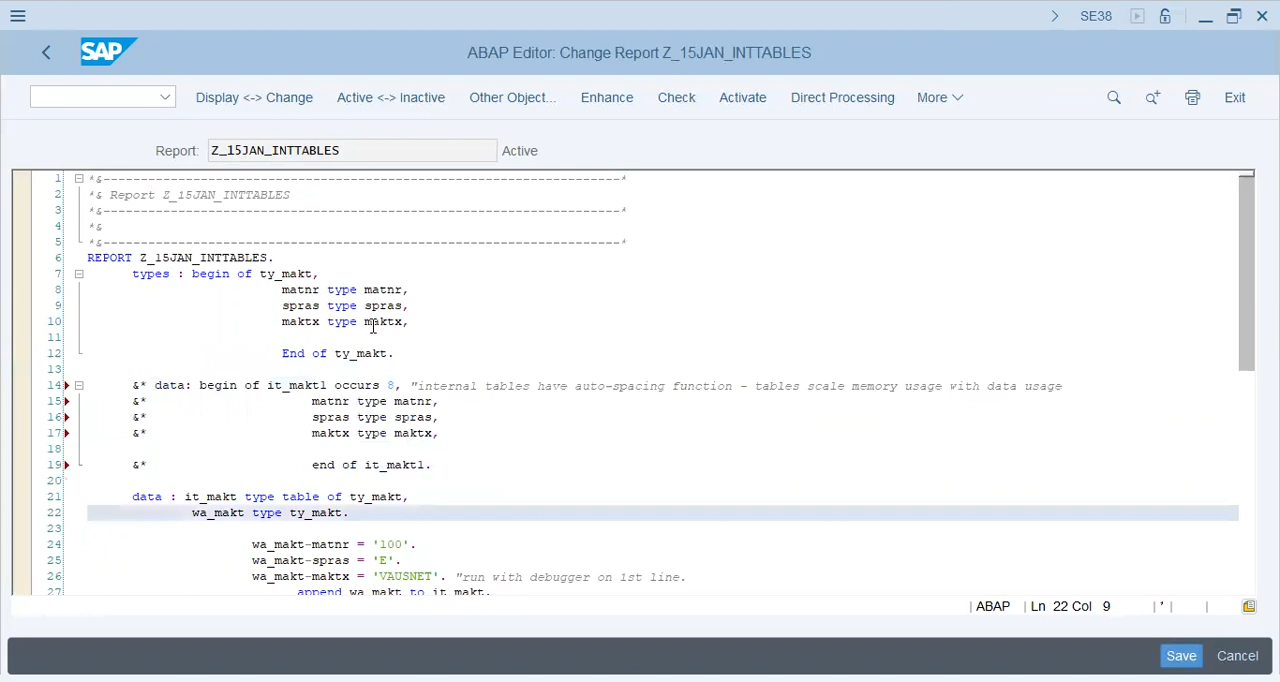 SE38
SAP ABAP Editor: Change Report Z_15JAN_INTTABLES
Display <-> Change Active <-> Inactive Other Object... Enhance Check Activate Direct Processing More Exit
Report: Z_15JAN_INTTABLES Active
1 *&---------------------------------------------------------------------*
2 *& Report Z_15JAN_INTTABLES
3 *&---------------------------------------------------------------------*
4 *&
5 *&---------------------------------------------------------------------*
6 REPORT Z_15JAN_INTTABLES.
7 types : begin of ty_makt,
8 matnr type matnr,
9 spras type spras,
10 maktx type maktx,
11
12 End of ty_makt.
13
14 &* data: begin of it_makt1 occurs 8, "internal tables have auto-spacing function - tables scale memory usage with data usage
15 &* matnr type matnr,
16 &* spras type spras,
17 &* maktx type maktx,
18
19 &* end of it_makt1.
20
21 data : it_makt type table of ty_makt,
22 wa_makt type ty_makt.
23
24 wa_makt-matnr = '100'.
25 wa_makt-spras = 'E'.
26 wa_makt-maktx = 'VAUSNET'. "run with debugger on 1st line.
27 append wa_makt to it_makt.
ABAP Ln 22 Col 9
Save Cancel